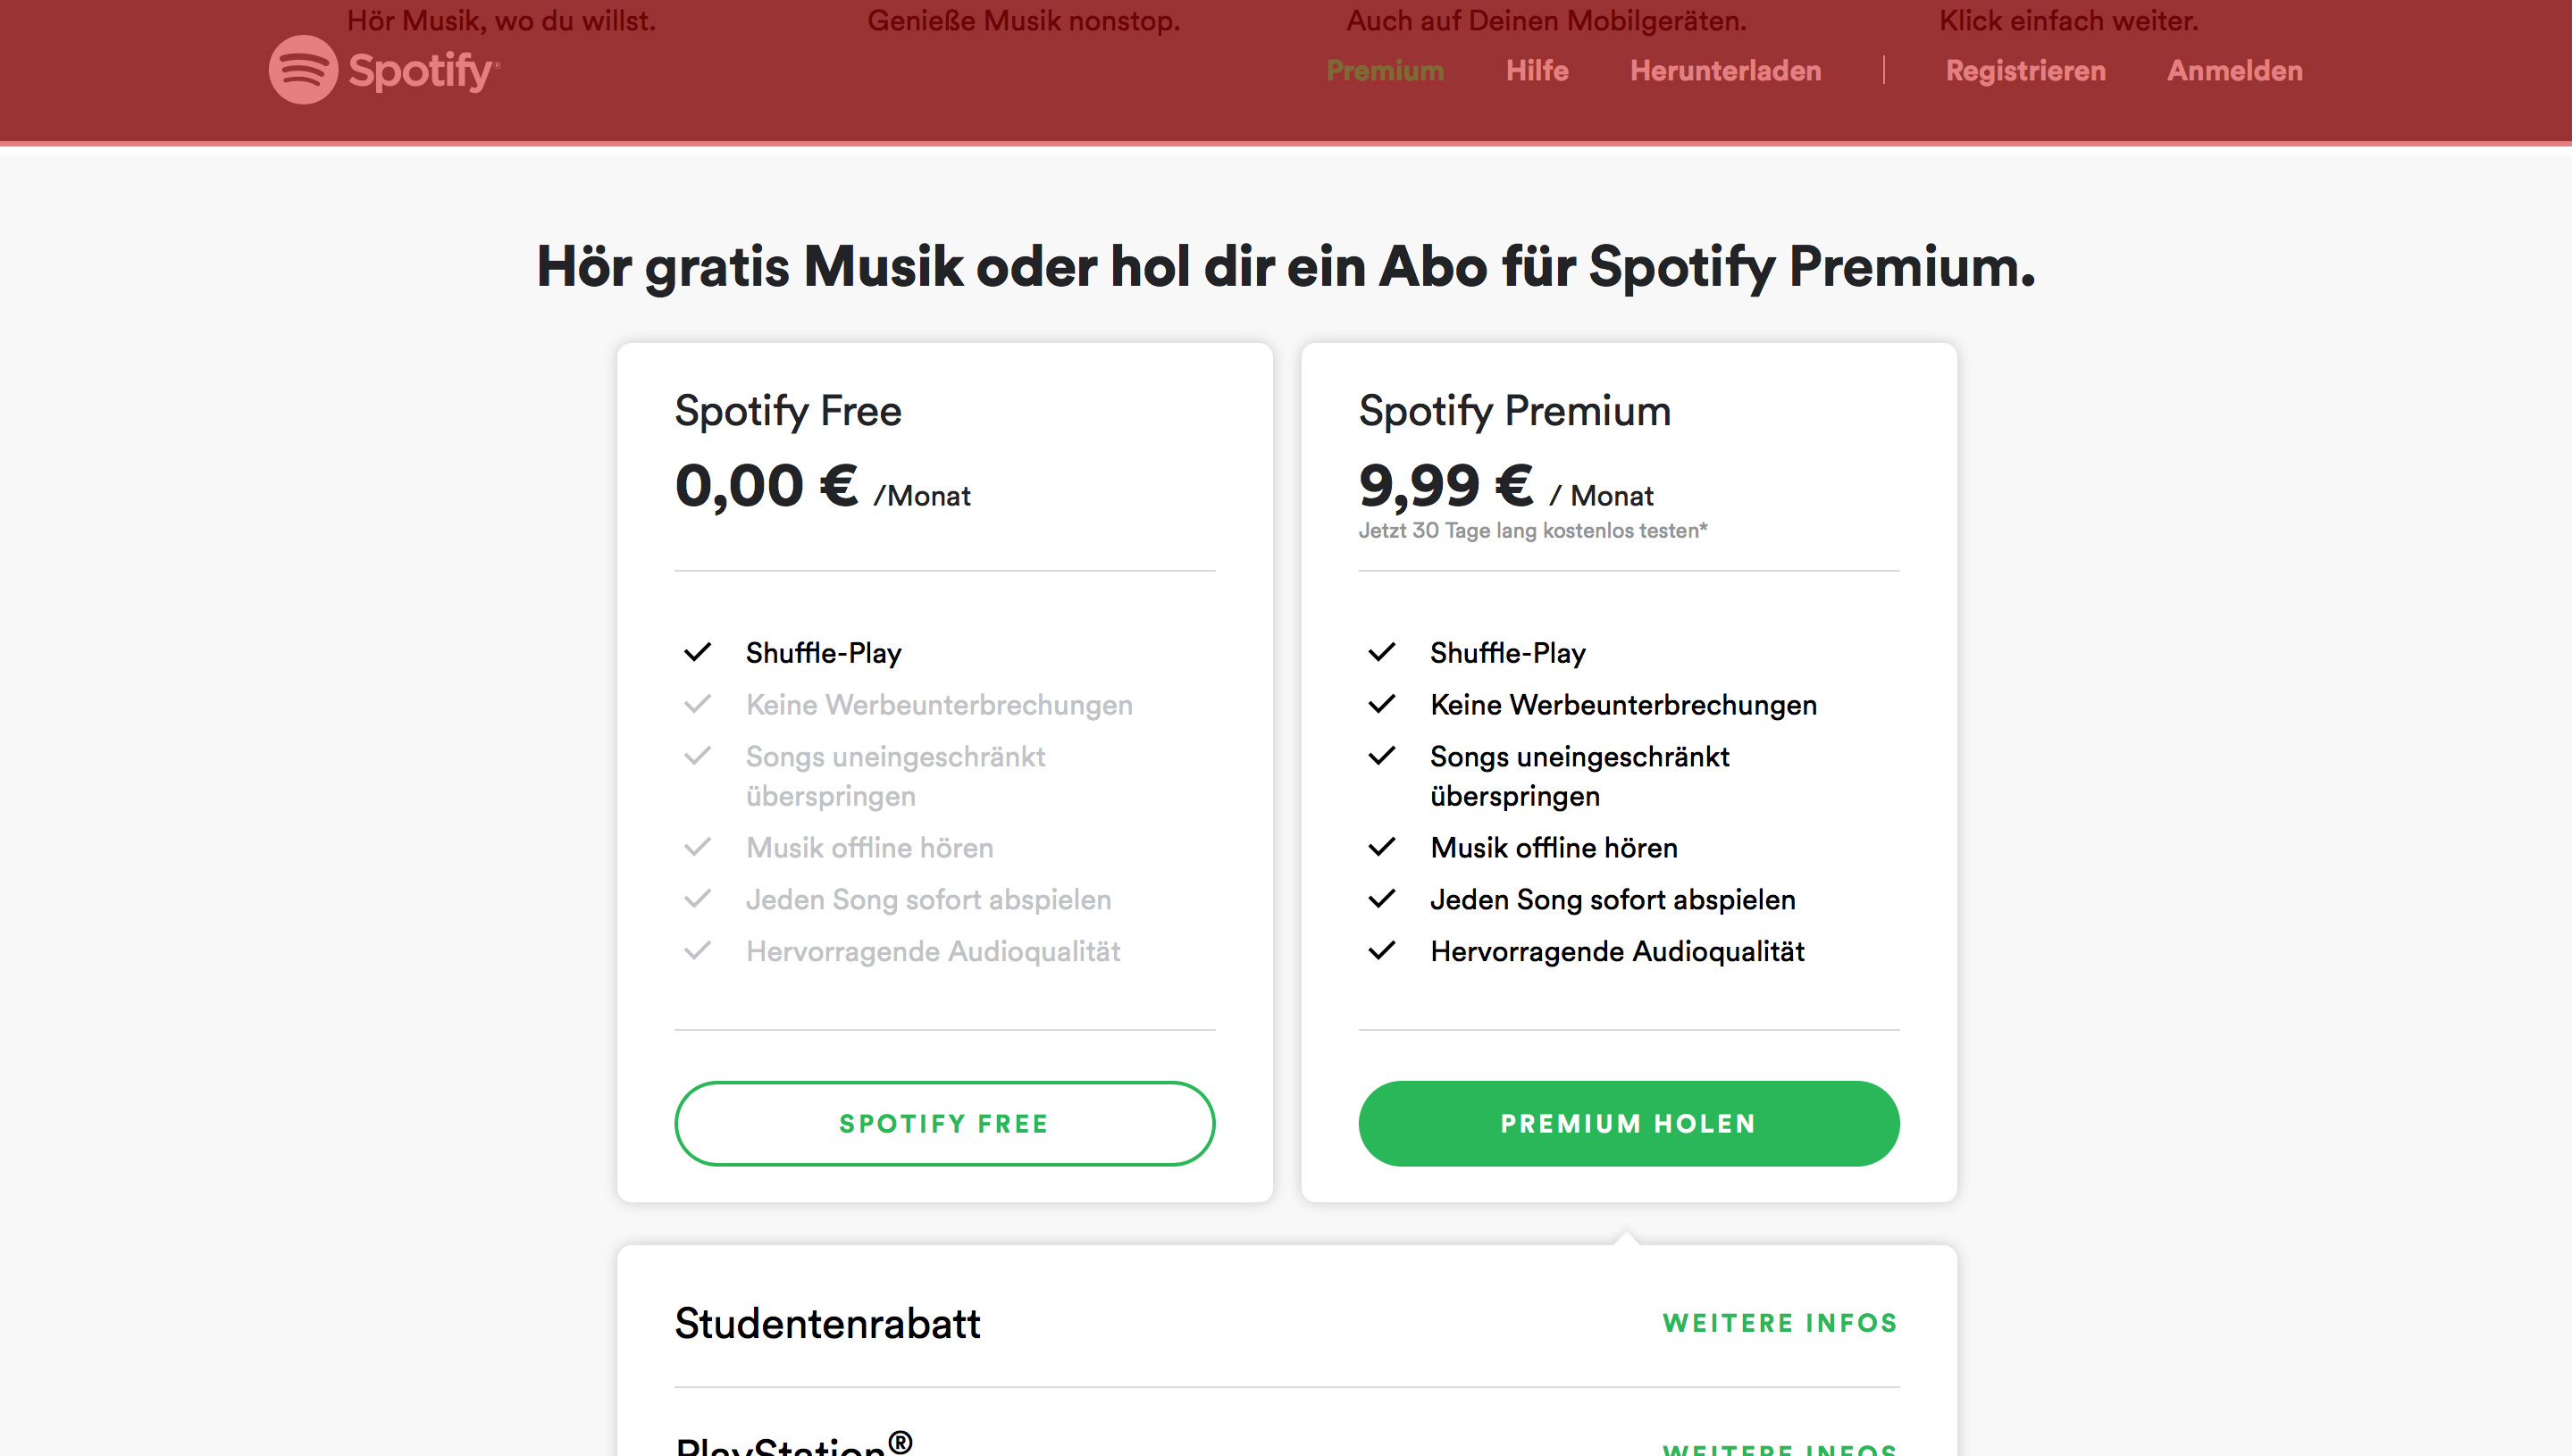 Hör Musik, wo du willst.
Genieße Musik nonstop.
Auch auf Deinen Mobilgeräten.
Klick einfach weiter.
Spotify®
Premium
Hilfe
Herunterladen
Registrieren
Anmelden
Hör gratis Musik oder hol dir ein Abo für Spotify Premium.
Spotify Free
0,00 € /Monat
Shuffle-Play
Keine Werbeunterbrechungen
Songs uneingeschränkt
überspringen
Musik offline hören
Jeden Song sofort abspielen
Hervorragende Audioqualität
SPOTIFY FREE
Spotify Premium
9,99 € / Monat
Jetzt 30 Tage lang kostenlos testen*
Shuffle-Play
Keine Werbeunterbrechungen
Songs uneingeschränkt
überspringen
Musik offline hören
Jeden Song sofort abspielen
Hervorragende Audioqualität
PREMIUM HOLEN
Studentenrabatt
WEITERE INFOS
PlayStation®
WEITERE INFOS